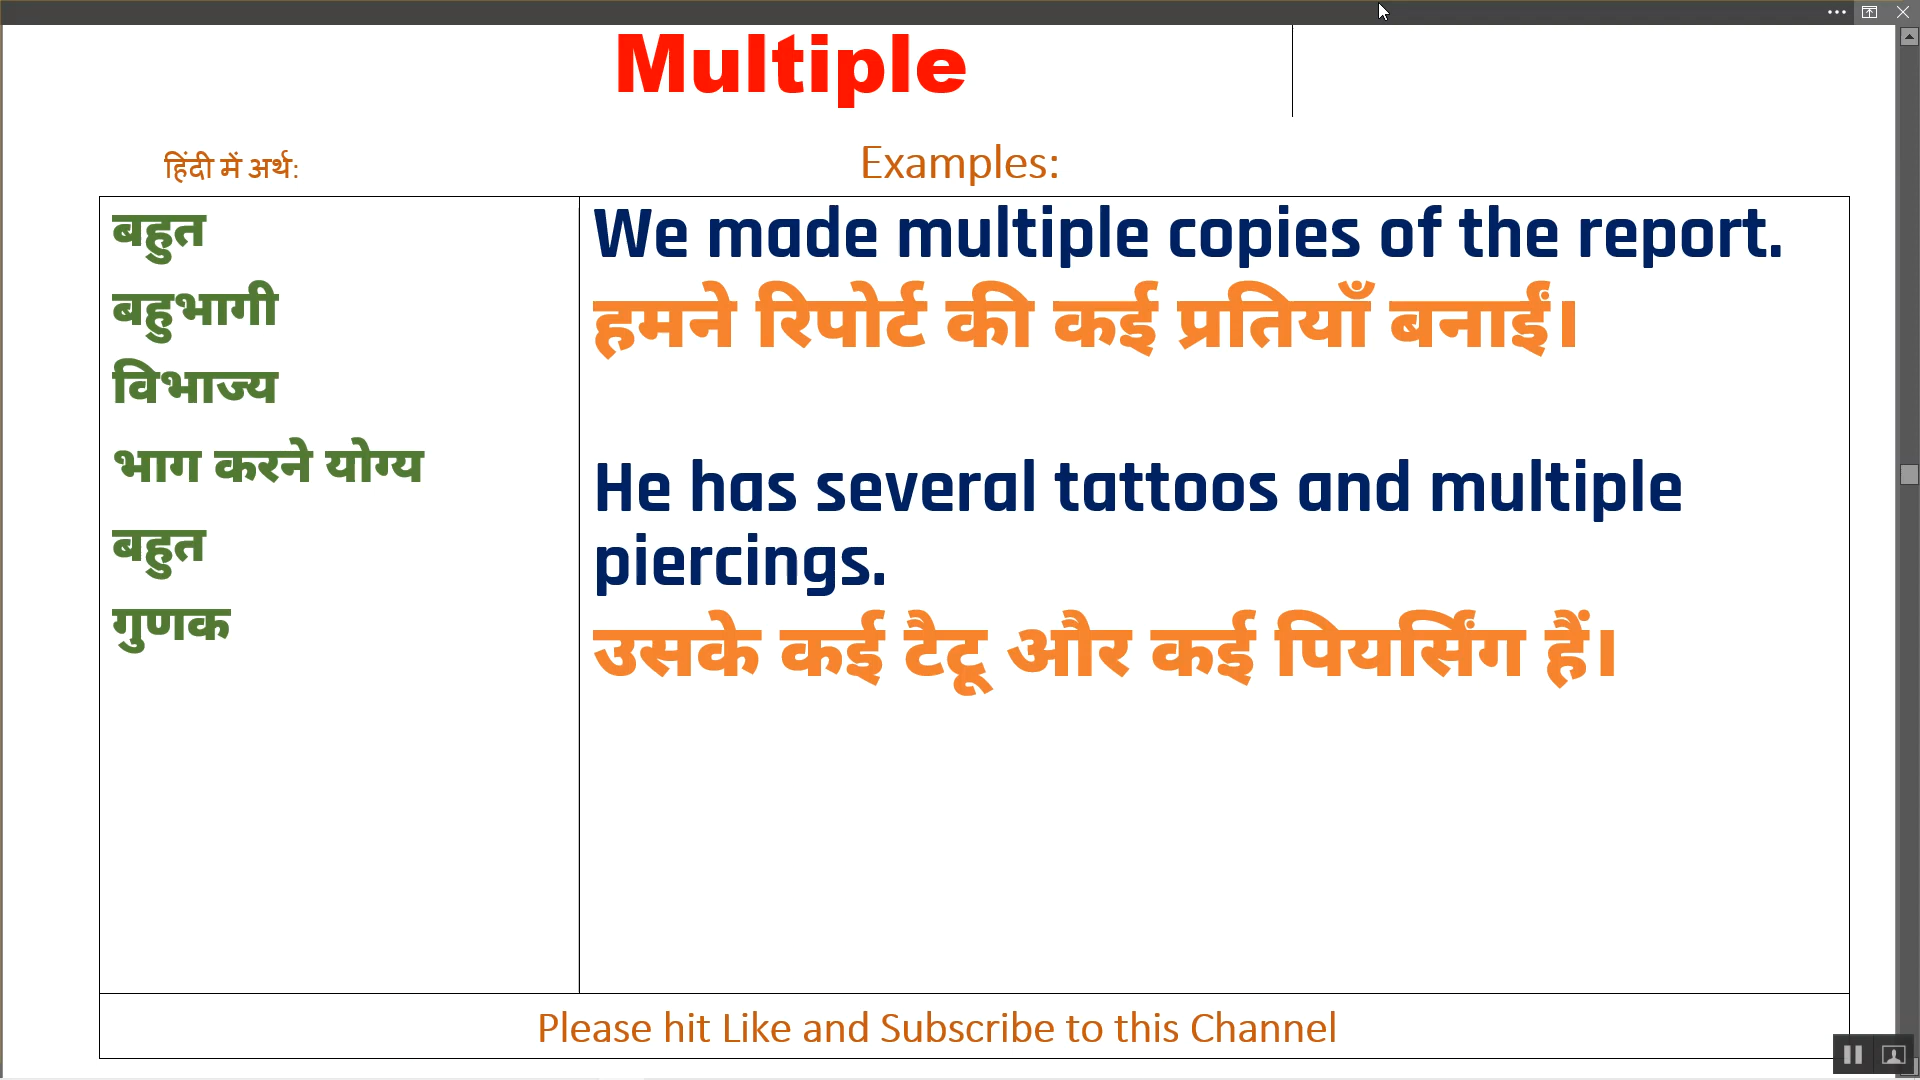 Multiple
हिंदी में अर्थ:
Examples:
बहुत
बहुभागी
विभाज्य
भाग करने योग्य
बहुत
गुणक
We made multiple copies of the report.
हमने रिपोर्ट की कई प्रतियाँ बनाईं।
He has several tattoos and multiple
piercings.
उसके कई टैटू और कई पियर्सिंग हैं।
Please hit Like and Subscribe to this Channel